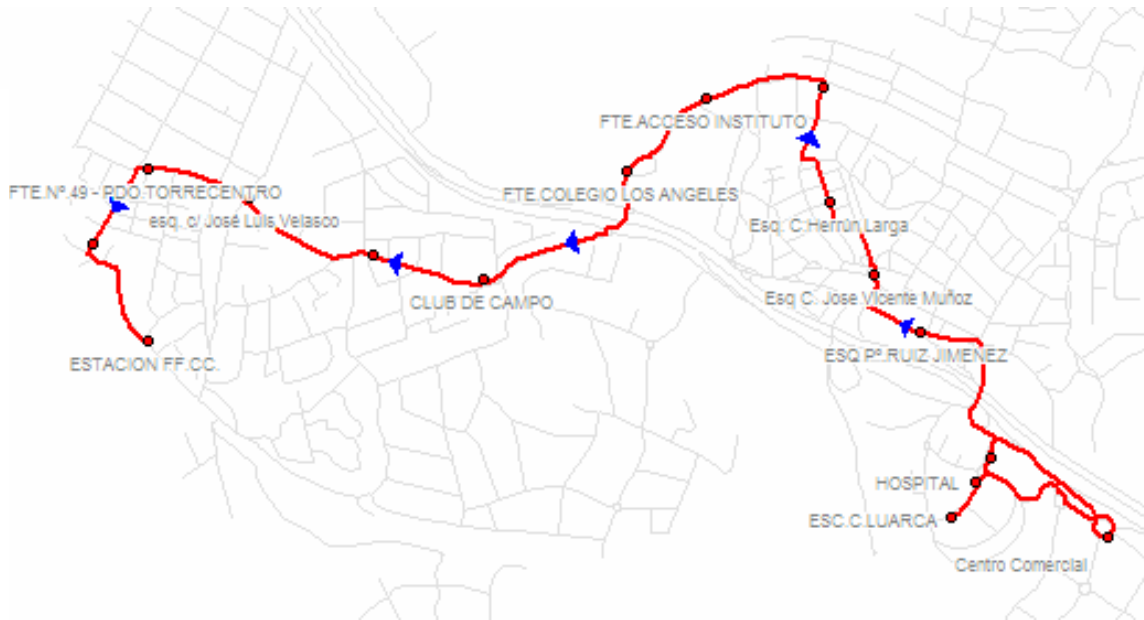 FTE.ACCESO INSTITUTO
FTE.Nº.49 - PDO.TORRECENTRO
FTE.COLEGIO LOS ANGELES
esq. c/ José Luis Velasco
Esq. C.Herrún Larga
CLUB DE CAMPO
Esq C. Jose Vicente Muñoz
ESQ Pº.RUIZ JIMENEZ
ESTACION FF.CC.
HOSPITAL
ESC.C.LUARCA
Centro Comercial